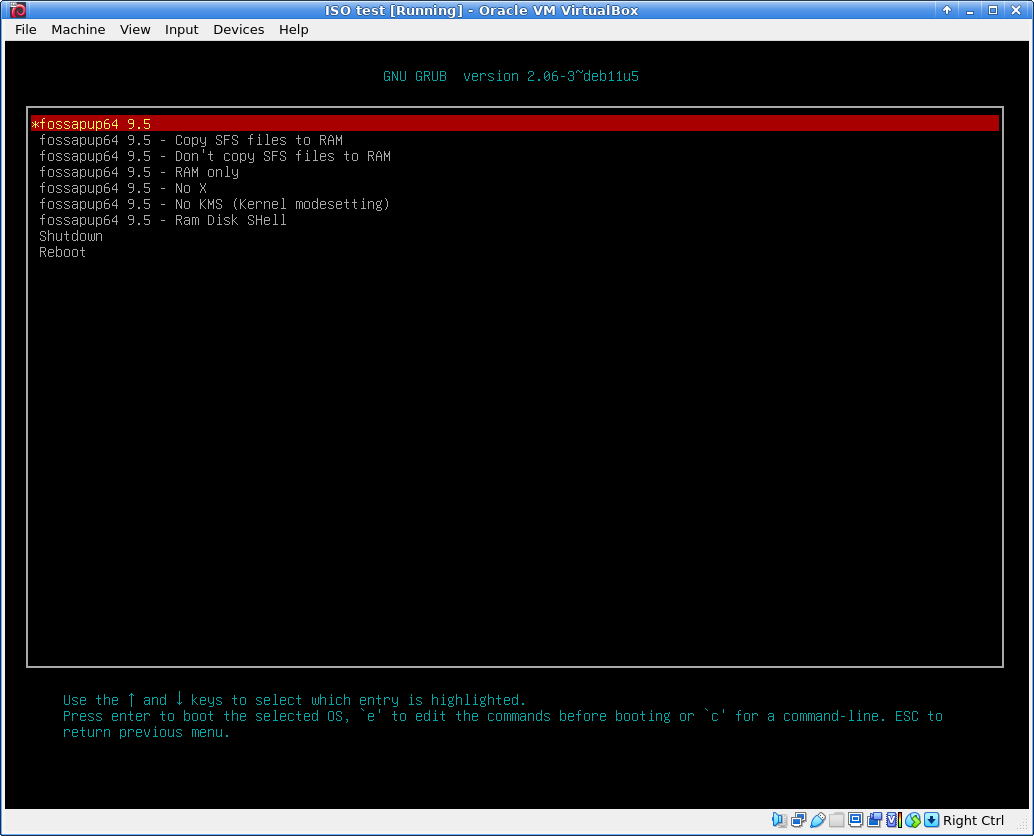 ISO test [Running] - Oracle VM VirtualBox
File Machine View Input Devices Help
GNU GRUB version 2.06-3~deb11u5
*fossapup64 9.5
fossapup64 9.5 - Copy SFS files to RAM
fossapup64 9.5 - Don't copy SFS files to RAM
fossapup64 9.5 - RAM only
fossapup64 9.5 - No X
fossapup64 9.5 - No KMS (Kernel modesetting)
fossapup64 9.5 - Ram Disk SHell
Shutdown
Reboot
Use the ↑ and ↓ keys to select which entry is highlighted.
Press enter to boot the selected OS, `e' to edit the commands before booting or `c' for a command-line. ESC to
return previous menu.
Right Ctrl